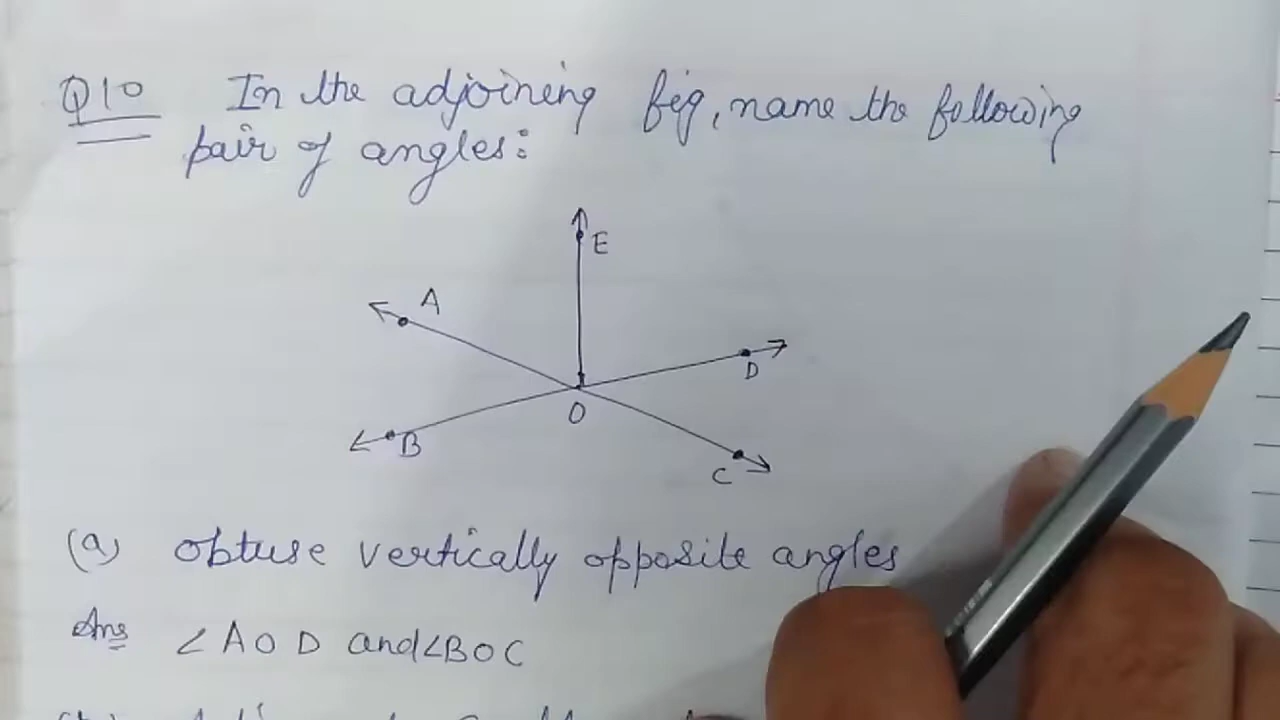 Q10 In the adjoining fig, name the following
pair of angles:
E
A
D
O
B
C
(a) obtuse vertically opposite angles
Ans ∠AOD and ∠BOC